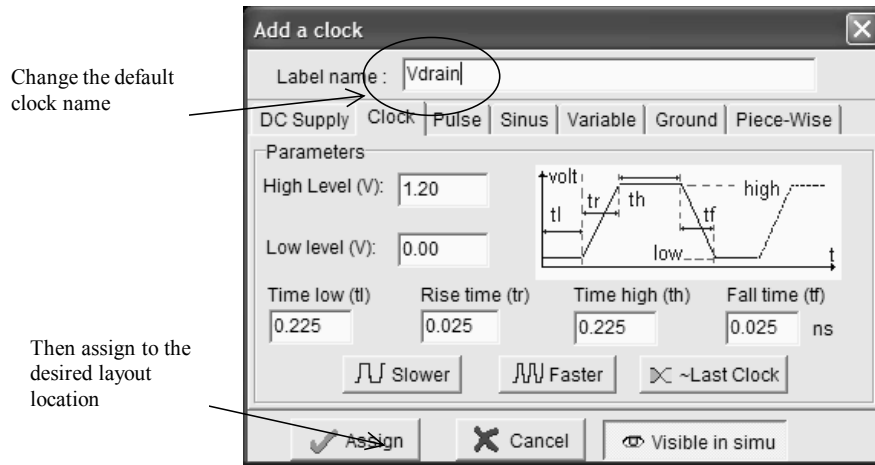 Add a clock
Change the default
clock name
Label name : Vdrain
DC Supply Clock Pulse Sinus Variable Ground Piece-Wise
Parameters
High Level (V): 1.20
volt
tl
tr
th
tf
high
low
t
Low level (V): 0.00
Time low (tl) Rise time (tr) Time high (th) Fall time (tf)
0.225 0.025 0.225 0.025 ns
Then assign to the
desired layout
location
Slower Faster ~Last Clock
Assign Cancel Visible in simu